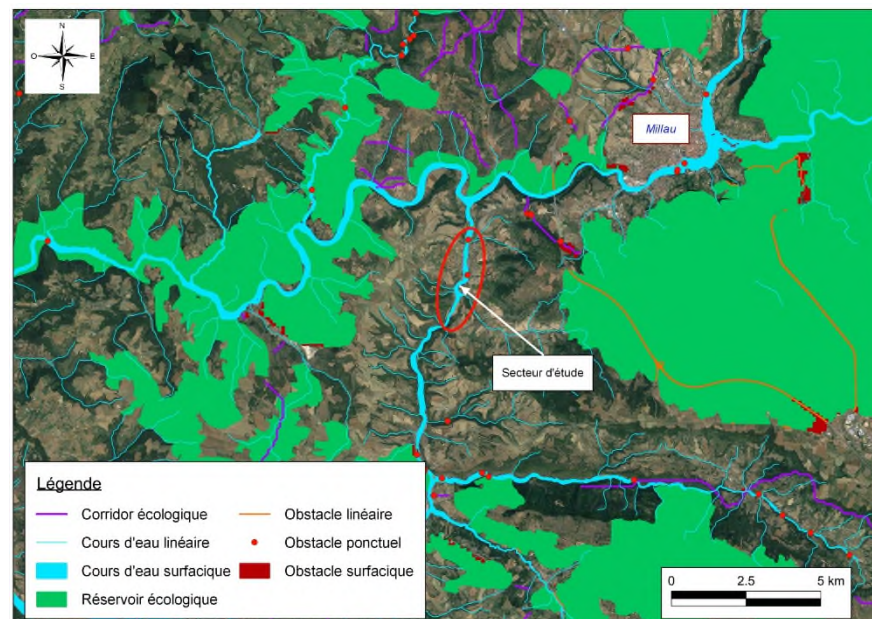 N
O
E
S
Millau
Secteur d'étude
Légende
Corridor écologique
Obstacle linéaire
Cours d'eau linéaire
Obstacle ponctuel
Cours d'eau surfacique
Obstacle surfacique
Réservoir écologique
0 2.5 5 km